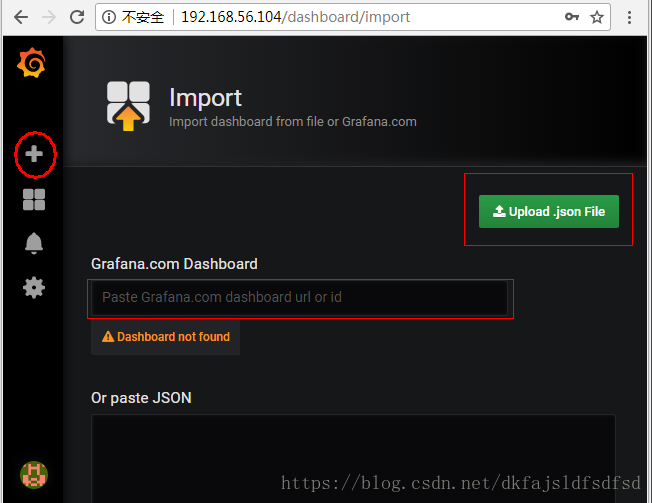 不安全 192.168.56.104/dashboard/import
Import
Import dashboard from file or Grafana.com
Upload .json File
Grafana.com Dashboard
Paste Grafana.com dashboard url or id
Dashboard not found
Or paste JSON
https://blog.csdn.net/dkfajsldfsdfsd